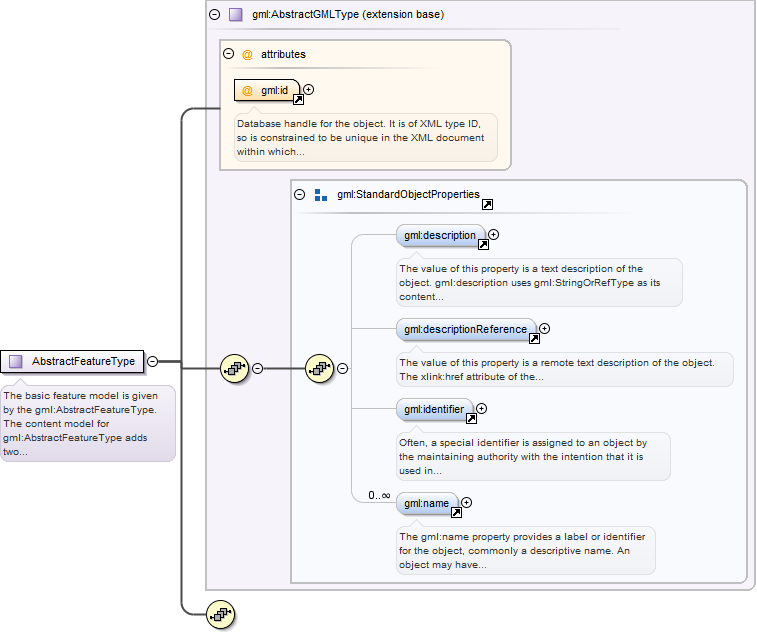 gml:AbstractGMLType (extension base)
@ attributes
@ gml:id
Database handle for the object. It is of XML type ID,
so is constrained to be unique in the XML document
within which...
gml:StandardObjectProperties
gml:description
The value of this property is a text description of the
object. gml:description uses gml:StringOrRefType as its
content...
gml:descriptionReference
The value of this property is a remote text description of the object.
The xlink:href attribute of the...
AbstractFeatureType
The basic feature model is given
by the gml:AbstractFeatureType.
The content model for
gml:AbstractFeatureType adds
two...
gml:identifier
Often, a special identifier is assigned to an object by
the maintaining authority with the intention that it is
used in...
0..∞
gml:name
The gml:name property provides a label or identifier
for the object, commonly a descriptive name. An
object may have...